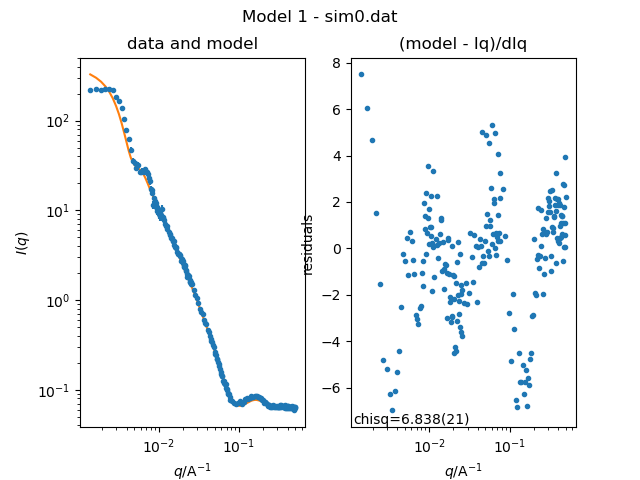 Model 1 - sim0.dat
data and model
(model - Iq)/dIq
10² 10¹ 10⁰ 10⁻¹
I(q)
10⁻² 10⁻¹
q/A⁻¹
8 6 4 2 0 −2 −4 −6
residuals
chisq=6.838(21)
10⁻² 10⁻¹
q/A⁻¹